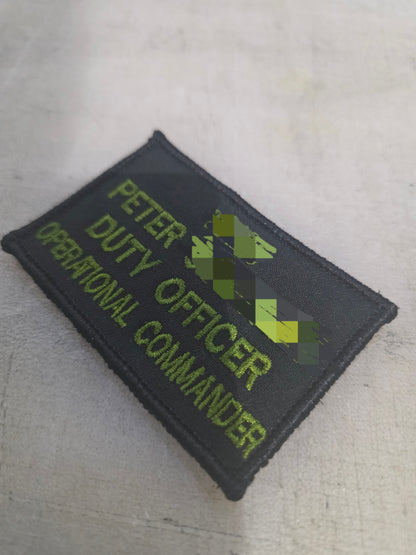 PETER
DUTY OFFICER
OPERATIONAL COMMANDER